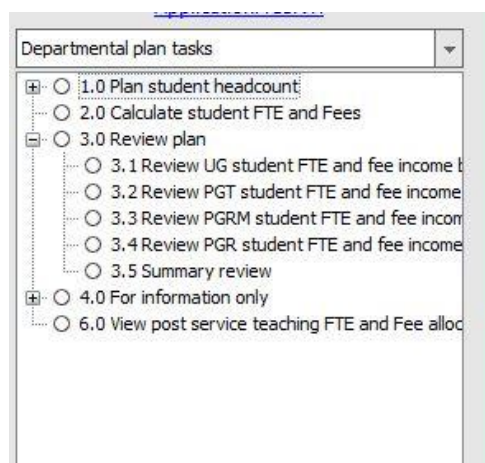 Departmental plan tasks
1.0 Plan student headcount
2.0 Calculate student FTE and Fees
3.0 Review plan
3.1 Review UG student FTE and fee income
3.2 Review PGT student FTE and fee income
3.3 Review PGRM student FTE and fee incom
3.4 Review PGR student FTE and fee income
3.5 Summary review
4.0 For information only
6.0 View post service teaching FTE and Fee alloc